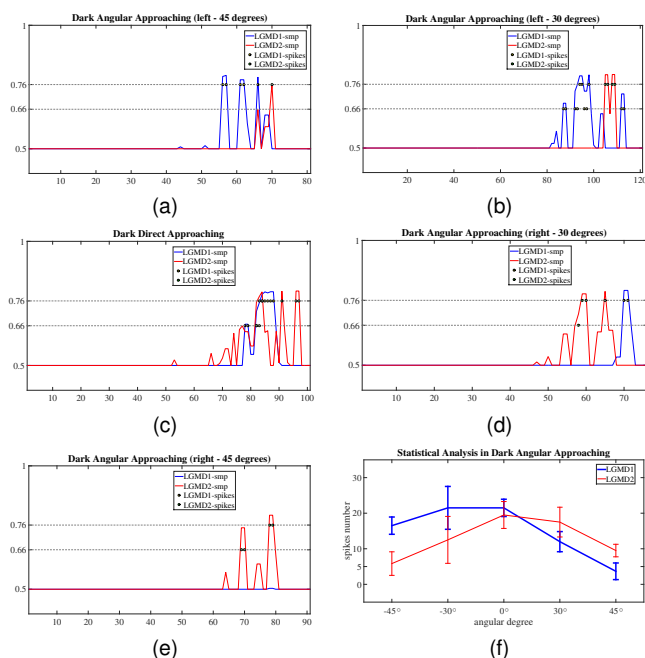 Dark Angular Approaching (left - 45 degrees)
1
LGMD1-smp
LGMD2-smp
LGMD1-spikes
LGMD2-spikes
0.76
0.66
0.5
10 20 30 40 50 60 70 80
(a)
Dark Angular Approaching (left - 30 degrees)
1
LGMD1-smp
LGMD2-smp
LGMD1-spikes
LGMD2-spikes
0.76
0.66
0.5
20 40 60 80 100 120
(b)
Dark Direct Approaching
1
LGMD1-smp
LGMD2-smp
LGMD1-spikes
LGMD2-spikes
0.76
0.66
0.5
10 20 30 40 50 60 70 80 90 100
(c)
Dark Angular Approaching (right - 30 degrees)
1
LGMD1-smp
LGMD2-smp
LGMD1-spikes
LGMD2-spikes
0.76
0.66
0.5
10 20 30 40 50 60 70
(d)
Dark Angular Approaching (right - 45 degrees)
1
LGMD1-smp
LGMD2-smp
LGMD1-spikes
LGMD2-spikes
0.76
0.66
0.5
10 20 30 40 50 60 70 80 90
(e)
Statistical Analysis in Dark Angular Approaching
LGMD1
LGMD2
spikes number
30
20
10
5
0
-45° -30° 0° 30° 45°
angular degree
(f)